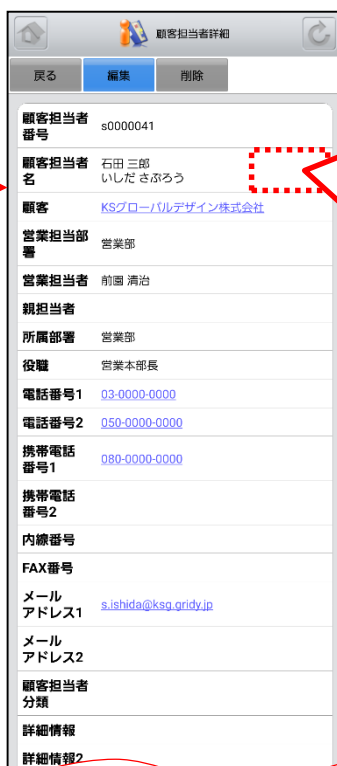 顧客担当者詳細
戻る 編集 削除
顧客担当者
番号
s0000041
顧客担当者
名
石田 三郎
いしだ さぶろう
顧客
KSグローバルデザイン株式会社
営業担当部
署
営業部
営業担当者
前園 清治
親担当者
所属部署
営業部
役職
営業本部長
電話番号1
03-0000-0000
電話番号2
050-0000-0000
携帯電話
番号1
080-0000-0000
携帯電話
番号2
内線番号
FAX番号
メール
アドレス1
s.ishida@ksg.gridy.jp
メール
アドレス2
顧客担当者
分類
詳細情報
詳細情報2